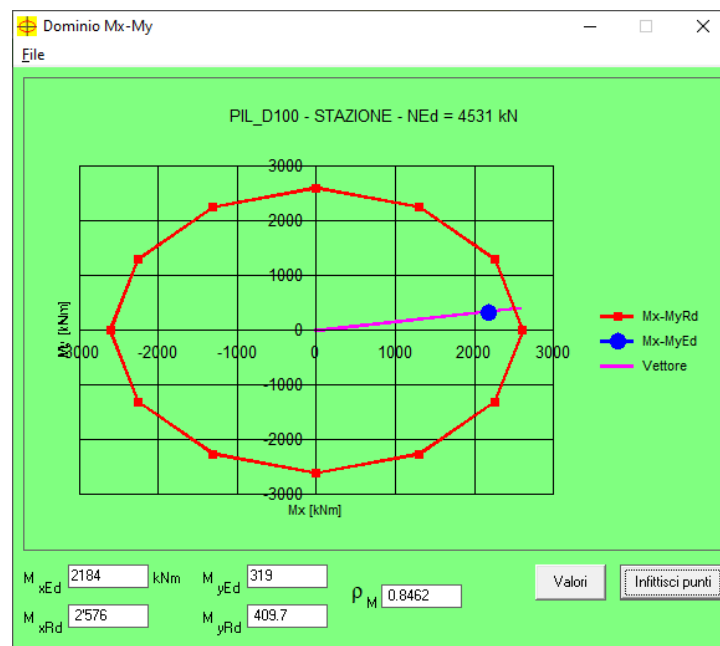 Dominio Mx-My
File
PIL_D100 - STAZIONE - NEd = 4531 kN
3000
2000
1000
0
-1000
-2000
-3000
-3000 -2000 -1000 0 1000 2000 3000
Mx [kNm]
Mx-MyRd
Mx-MyEd
Vettore
M xEd 2184 kNm M yEd 319
ρ M 0.8462
M xRd 2'576 M yRd 409.7
Valori
Infittisci punti